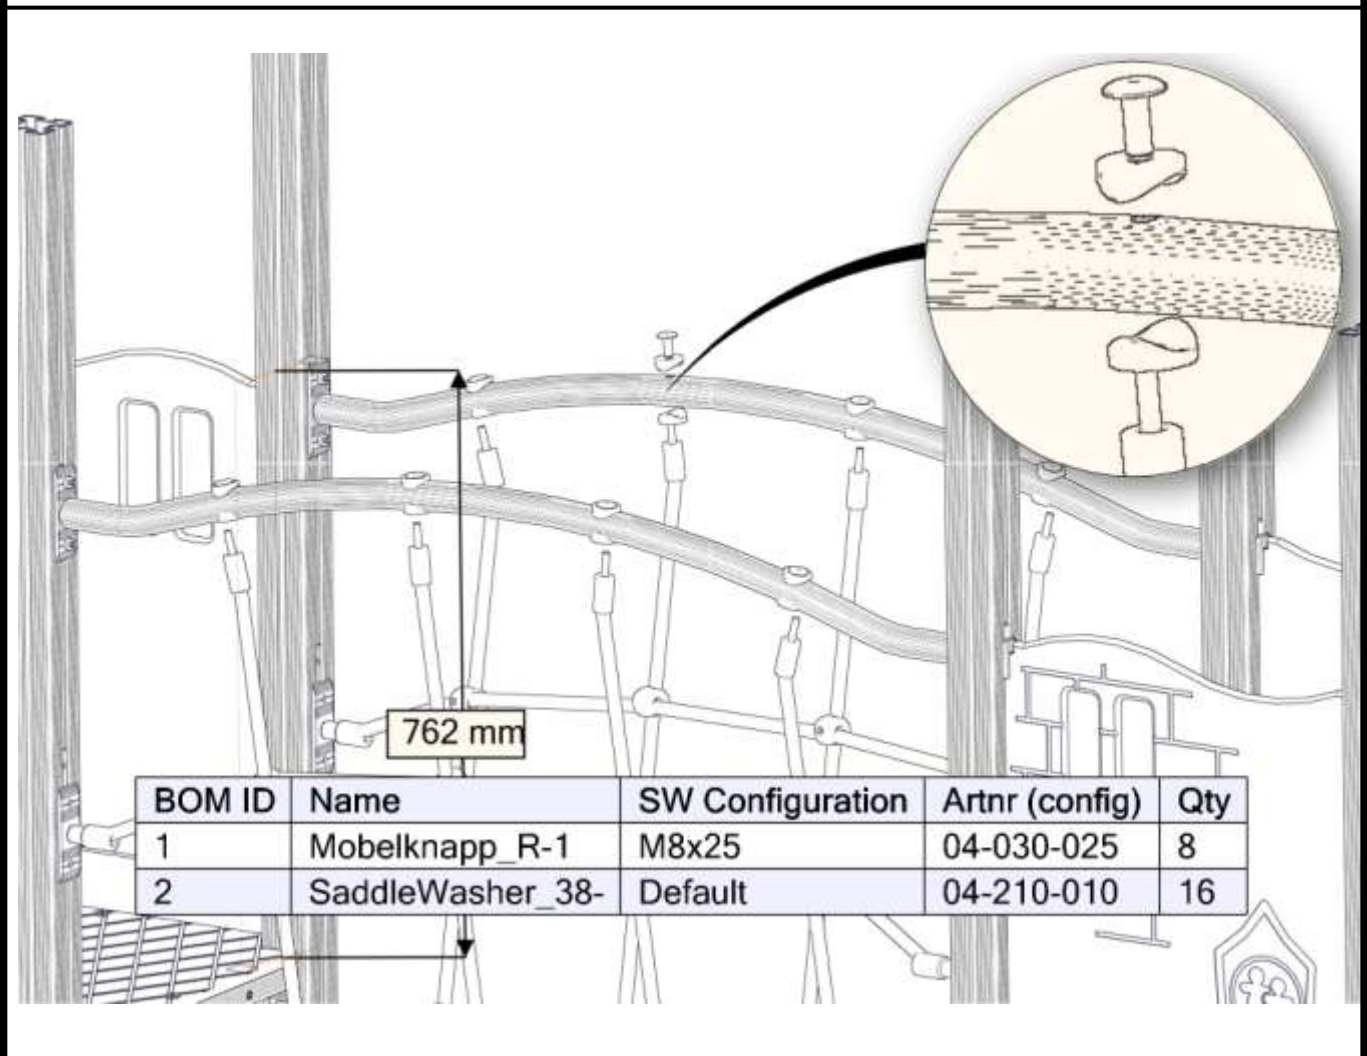 762 mm
BOM ID Name SW Configuration Artnr (config) Qty
1 Mobelknapp_R-1 M8x25 04-030-025 8
2 SaddleWasher_38- Default 04-210-010 16